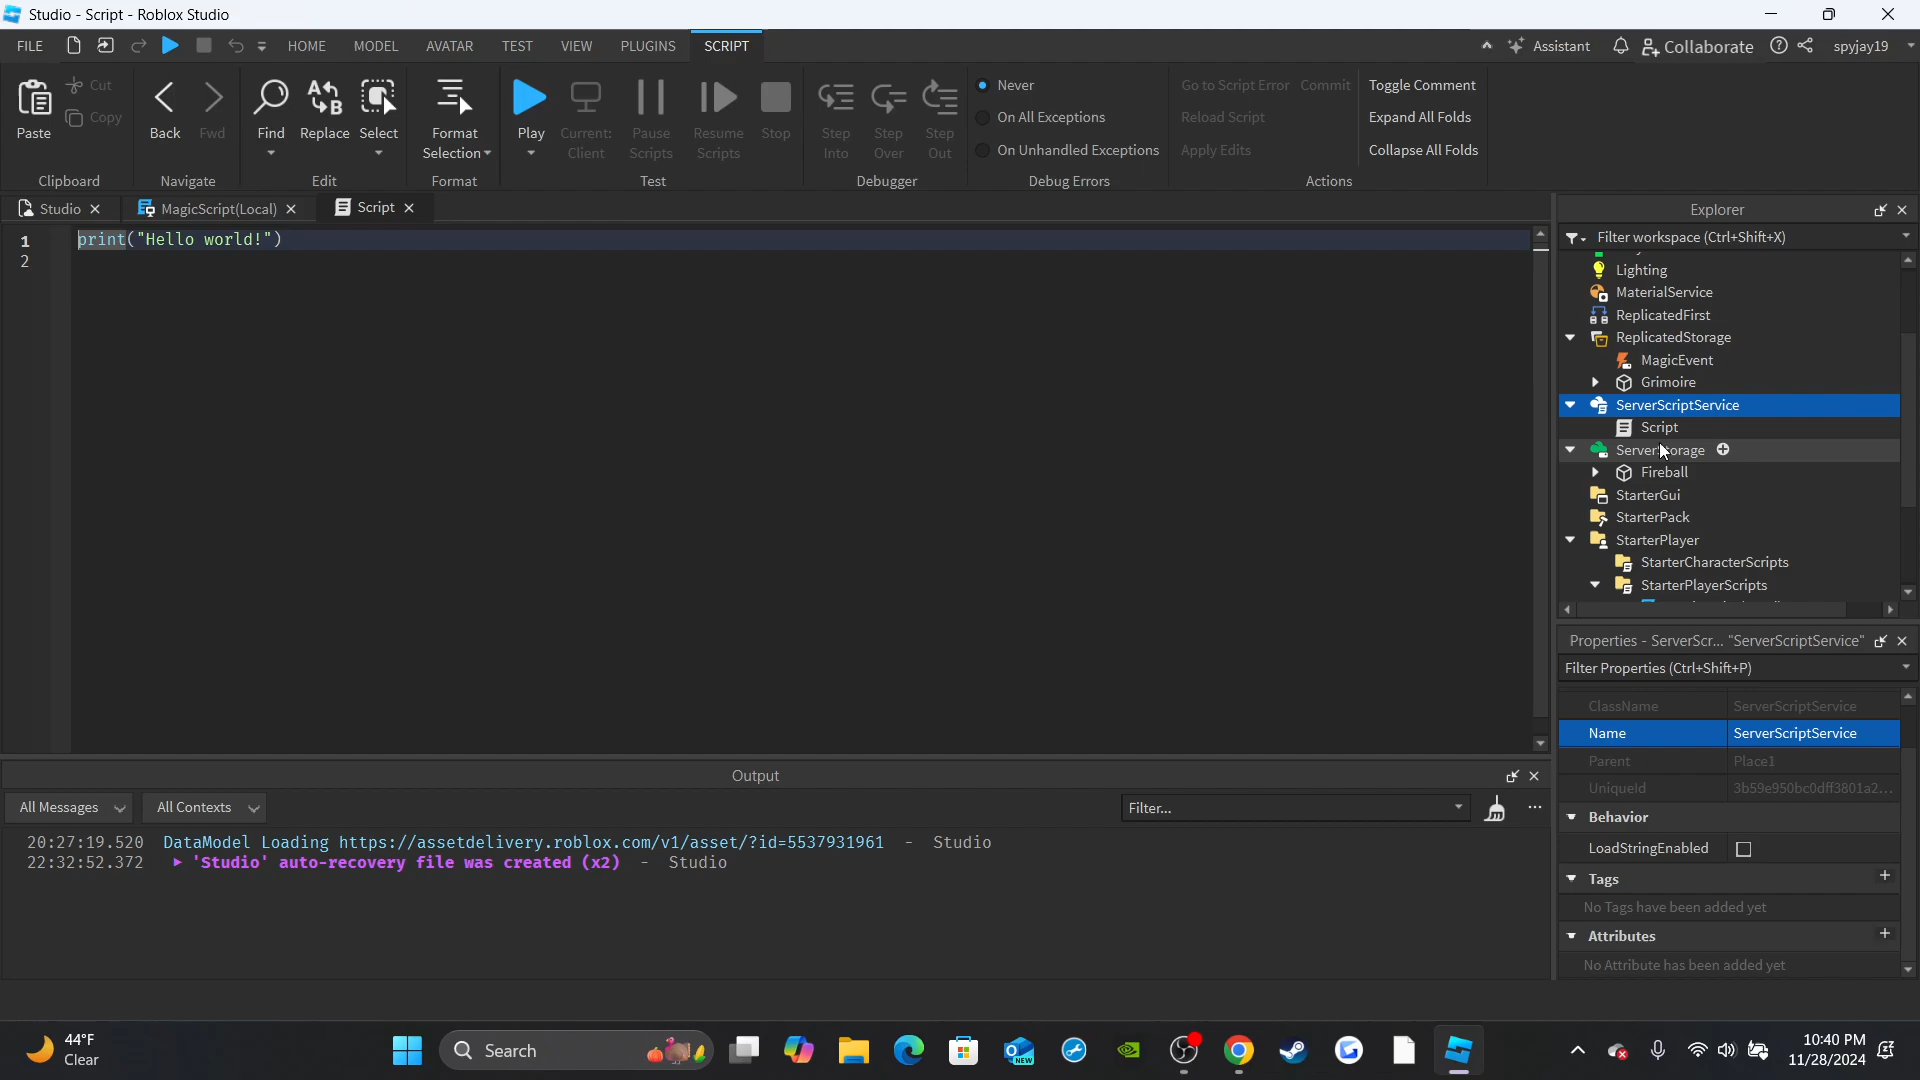 Studio - Script - Roblox Studio
FILE HOME MODEL AVATAR TEST VIEW PLUGINS SCRIPT Assistant Collaborate spyjay19
Paste Cut Copy Back Fwd Find Replace Select Format Selection Play Current: Client Pause Scripts Resume Scripts Stop Step Into Step Over Step Out
Never
On All Exceptions
On Unhandled Exceptions
Go to Script Error Commit
Reload Script
Apply Edits
Toggle Comment
Expand All Folds
Collapse All Folds
Clipboard Navigate Edit Format Test Debugger Debug Errors Actions
Studio MagicScript(Local) Script
1 print("Hello world!")
2
Explorer
Filter workspace (Ctrl+Shift+X)
Lighting
MaterialService
ReplicatedFirst
ReplicatedStorage
MagicEvent
Grimoire
ServerScriptService
Script
ServerStorage
Fireball
StarterGui
StarterPack
StarterPlayer
StarterCharacterScripts
StarterPlayerScripts
Properties - ServerScr... "ServerScriptService"
Filter Properties (Ctrl+Shift+P)
ClassName ServerScriptService
Name ServerScriptService
Parent Place1
UniqueId 3b59e950bc0dff3801a2...
Behavior
LoadStringEnabled
Tags
No Tags have been added yet
Attributes
No Attribute has been added yet
Output
All Messages All Contexts Filter...
20:27:19.520 DataModel Loading https://assetdelivery.roblox.com/v1/asset/?id=5537931961 - Studio
22:32:52.372 'Studio' auto-recovery file was created (x2) - Studio
44°F
Clear
Search
NEW
10:40 PM
11/28/2024